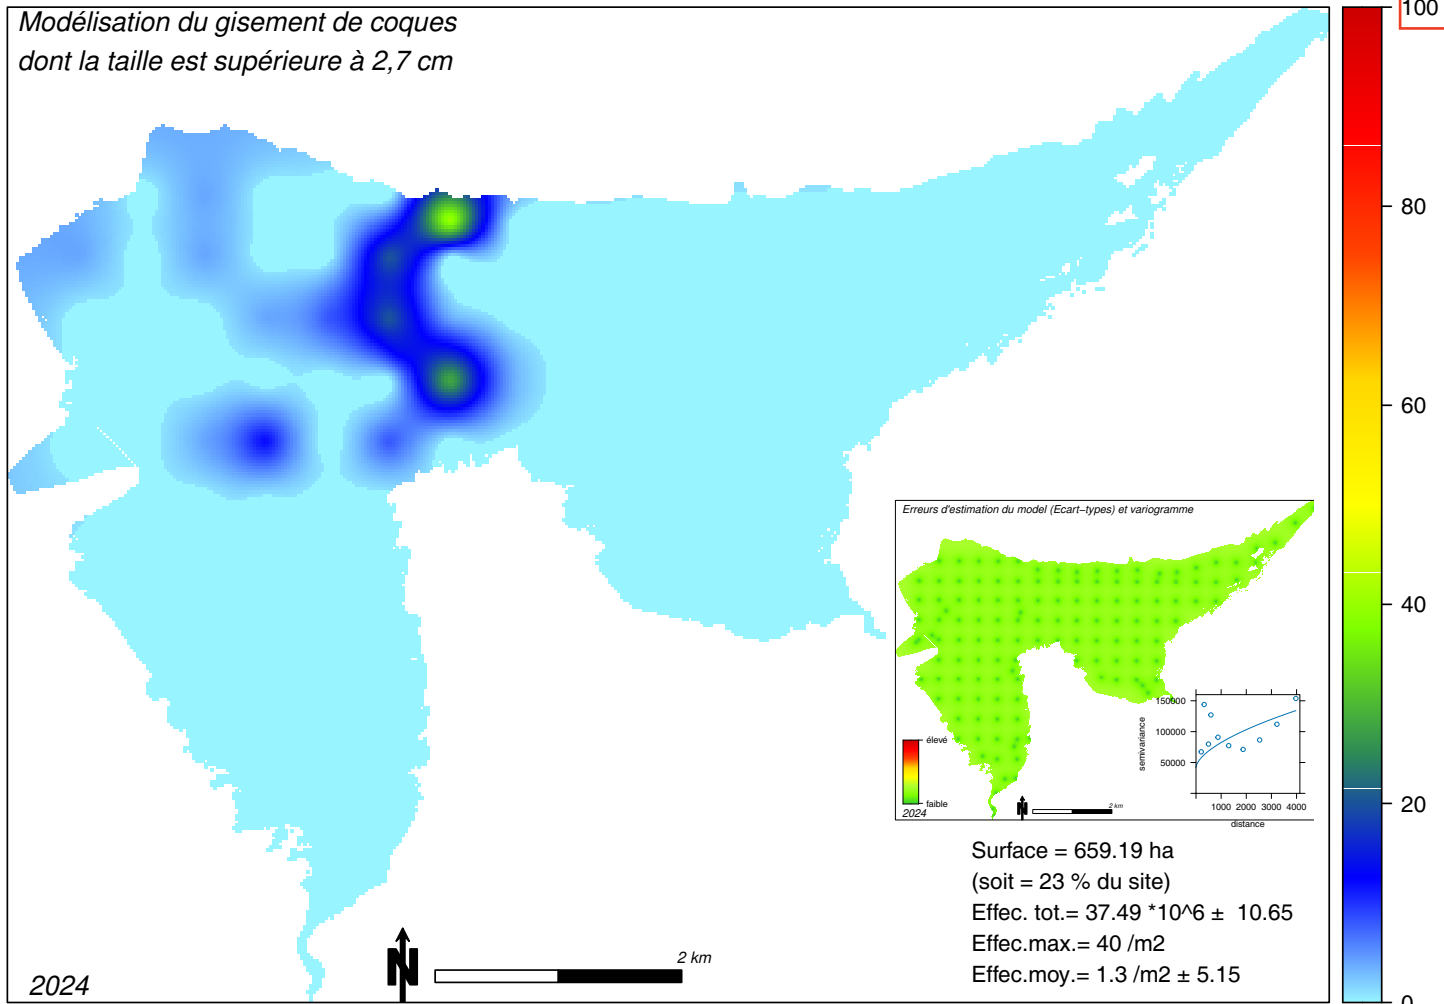 Modélisation du gisement de coques
dont la taille est supérieure à 2,7 cm
100
80
60
40
20
0
Erreurs d'estimation du model (Ecart−types) et variogramme
élevé
faible
2024
N
2 km
150000
100000
50000
semivariance
1000 2000 3000 4000
distance
Surface = 659.19 ha
(soit = 23 % du site)
Effec. tot.= 37.49 *10^6 ± 10.65
Effec.max.= 40 /m2
Effec.moy.= 1.3 /m2 ± 5.15
2024
N
2 km